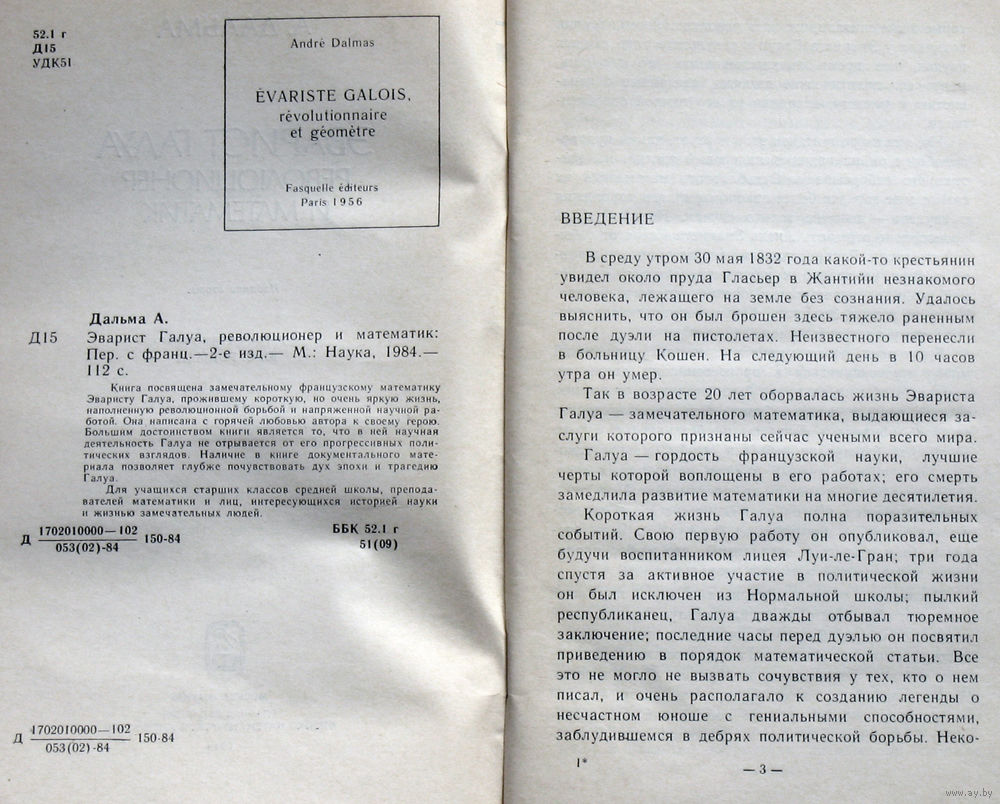 52.1 г
Д15
УДК51
André Dalmas
ÉVARISTE GALOIS,
révolutionnaire
et géomètre
Fasquelle éditeurs
Paris 1956
Дальма А.
Д15 Эварист Галуа, революционер и математик:
Пер. с франц.—2-е изд.— М.: Наука, 1984.—
112 с.
Книга посвящена замечательному французскому математику
Эваристу Галуа, прожившему короткую, но очень яркую жизнь,
наполненную революционной борьбой и напряженной научной ра-
ботой. Она написана с горячей любовью автора к своему герою.
Большим достоинством книги является то, что в ней научная
деятельность Галуа не отрывается от его прогрессивных поли-
тических взглядов. Наличие в книге документального мате-
риала позволяет глубже почувствовать дух эпохи и трагедию
Галуа.
Для учащихся старших классов средней школы, препода-
вателей математики и лиц, интересующихся историей науки
и жизнью замечательных людей.
Д 1702010000—102
053(02)-84 150-84
ББК 52.1 г
51(09)
Д 1702010000—102
053(02)-84 150-84
ВВЕДЕНИЕ
В среду утром 30 мая 1832 года какой-то крестьянин
увидел около пруда Гласьер в Жантийи незнакомого
человека, лежащего на земле без сознания. Удалось
выяснить, что он был брошен здесь тяжело раненным
после дуэли на пистолетах. Неизвестного перенесли
в больницу Кошен. На следующий день в 10 часов
утра он умер.
Так в возрасте 20 лет оборвалась жизнь Эвариста
Галуа — замечательного математика, выдающиеся за-
слуги которого признаны сейчас учеными всего мира.
Галуа — гордость французской науки, лучшие
черты которой воплощены в его работах; его смерть
замедлила развитие математики на многие десятилетия.
Короткая жизнь Галуа полна поразительных
событий. Свою первую работу он опубликовал, еще
будучи воспитанником лицея Луи-ле-Гран; три года
спустя за активное участие в политической жизни
он был исключен из Нормальной школы; пылкий
республиканец, Галуа дважды отбывал тюремное
заключение; последние часы перед дуэлью он посвятил
приведению в порядок математической статьи. Все
это не могло не вызвать сочувствия у тех, кто о нем
писал, и очень располагало к созданию легенды о
несчастном юноше с гениальными способностями,
заблудившемся в дебрях политической борьбы. Неко-
1*
— 3 —
www.ay.by